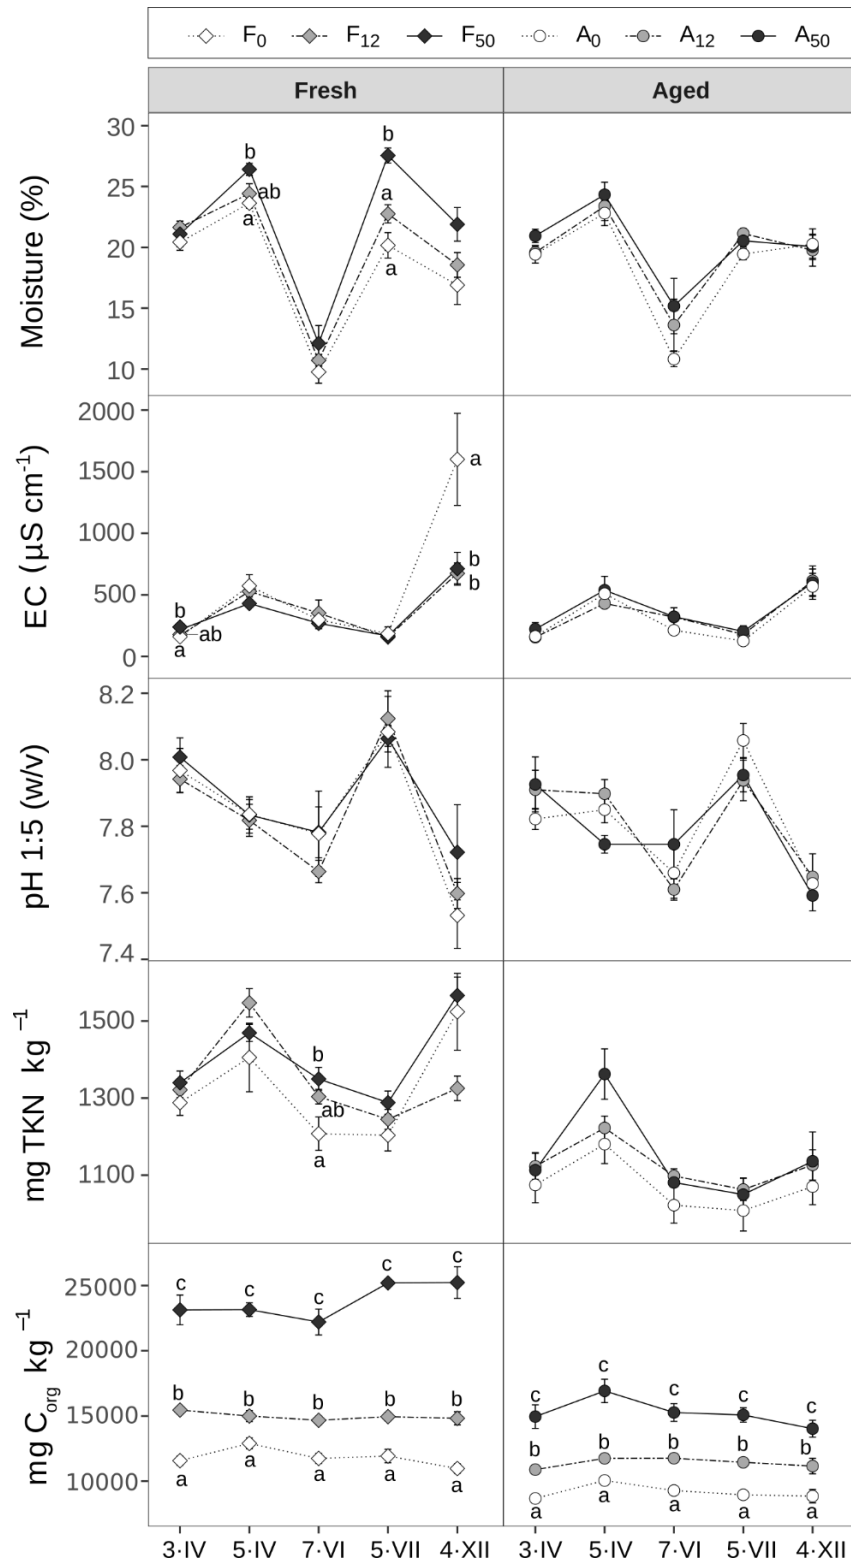 F0 F12 F50 A0 A12 A50
Fresh Aged
Moisture (%)
30
25
20
15
10
b
ab
a
b
a
a
EC (µS cm-1)
2000
1500
1000
500
0
b
ab
a
a
b
b
pH 1:5 (w/v)
8.2
8.0
7.8
7.6
7.4
mg TKN kg −1
1500
1300
1100
b
ab
a
mg Corg kg −1
25000
20000
15000
10000
c c c c c
b b b b b
a a a a a
c c c c c
b b b b b
a a a a a
3·IV 5·IV 7·VI 5·VII 4·XII 3·IV 5·IV 7·VI 5·VII 4·XII